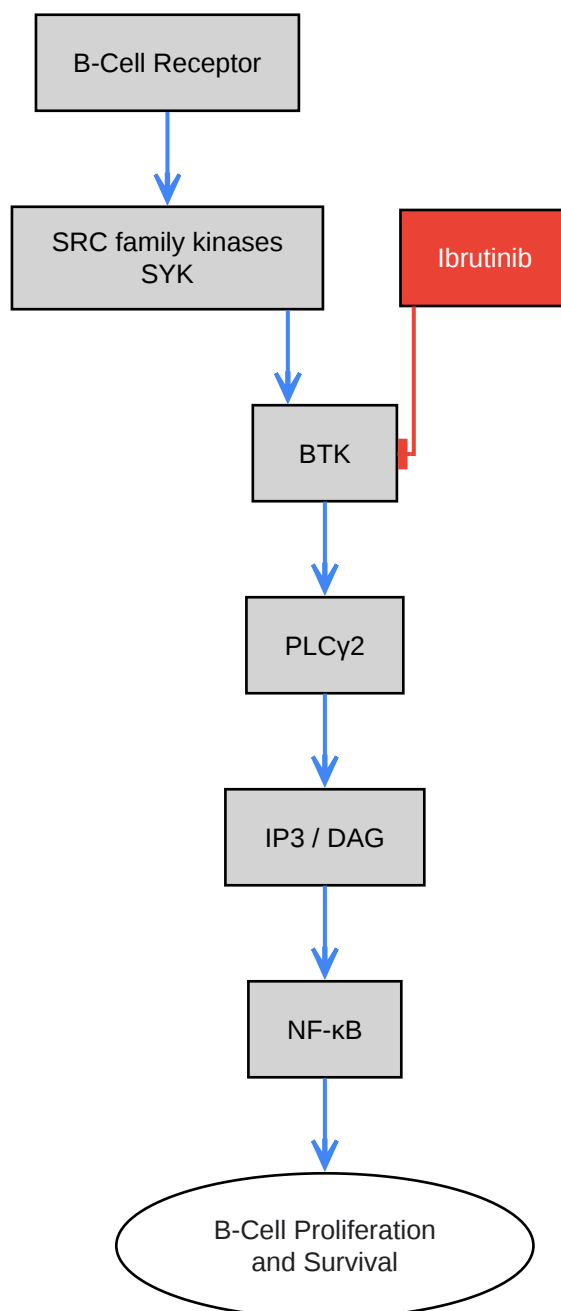 B-Cell Receptor
SRC family kinases
SYK
Ibrutinib
BTK
PLCγ2
IP3 / DAG
NF-κB
B-Cell Proliferation
and Survival